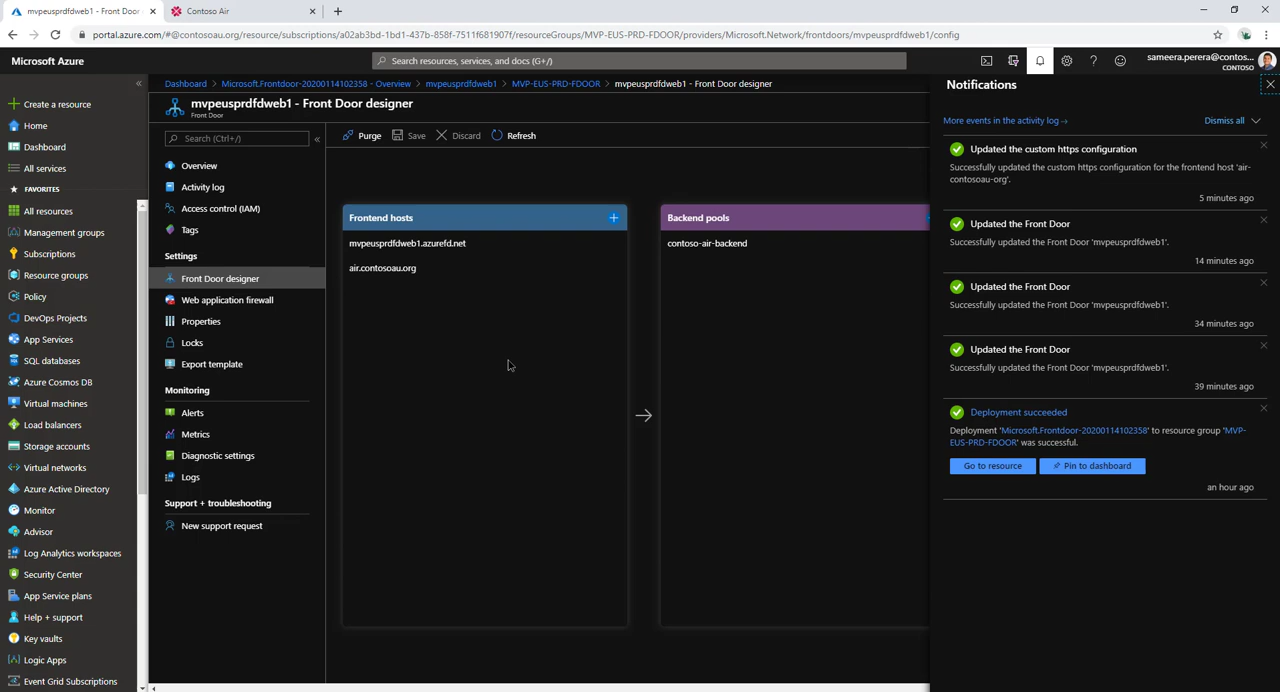 mvpeusprdfdweb1 - Front Door
Contoso Air
portal.azure.com/#@contosoau.org/resource/subscriptions/a02ab3bd-1bd1-437b-858f-7511f681907f/resourceGroups/MVP-EUS-PRD-FDOOR/providers/Microsoft.Network/frontdoors/mvpeusprdfdweb1/config
Microsoft Azure
Search resources, services, and docs (G+/)
sameera.perera@contos...
CONTOSO
Create a resource
Home
Dashboard
All services
FAVORITES
All resources
Management groups
Subscriptions
Resource groups
Policy
DevOps Projects
App Services
SQL databases
Azure Cosmos DB
Virtual machines
Load balancers
Storage accounts
Virtual networks
Azure Active Directory
Monitor
Advisor
Log Analytics workspaces
Security Center
App Service plans
Help + support
Key vaults
Logic Apps
Event Grid Subscriptions
Dashboard > Microsoft.Frontdoor-20200114102358 - Overview > mvpeusprdfdweb1 > MVP-EUS-PRD-FDOOR > mvpeusprdfdweb1 - Front Door designer
mvpeusprdfdweb1 - Front Door designer
Front Door
Search (Ctrl+/)
Overview
Activity log
Access control (IAM)
Tags
Settings
Front Door designer
Web application firewall
Properties
Locks
Export template
Monitoring
Alerts
Metrics
Diagnostic settings
Logs
Support + troubleshooting
New support request
Purge Save Discard Refresh
Frontend hosts
mvpeusprdfdweb1.azurefd.net
air.contosoau.org
Backend pools
contoso-air-backend
Notifications
More events in the activity log →
Dismiss all
Updated the custom https configuration
Successfully updated the custom https configuration for the frontend host 'air-
contosoau-org'.
5 minutes ago
Updated the Front Door
Successfully updated the Front Door 'mvpeusprdfdweb1'.
14 minutes ago
Updated the Front Door
Successfully updated the Front Door 'mvpeusprdfdweb1'.
34 minutes ago
Updated the Front Door
Successfully updated the Front Door 'mvpeusprdfdweb1'.
39 minutes ago
Deployment succeeded
Deployment 'Microsoft.Frontdoor-20200114102358' to resource group 'MVP-
EUS-PRD-FDOOR' was successful.
Go to resource
Pin to dashboard
an hour ago